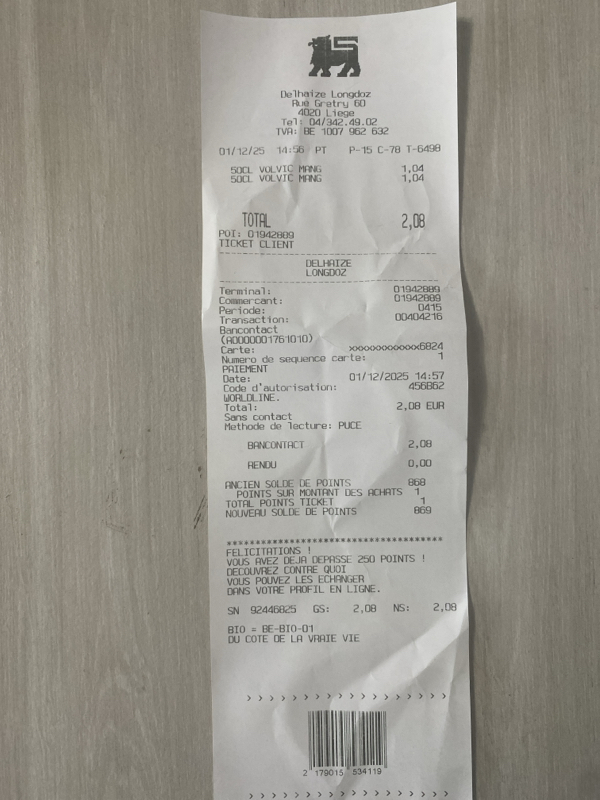 Delhaize Longdoz
Rue Gretry 60
4020 Liege
Tel: 04/342.49.02
TVA: BE 1007 962 632
01/12/25 14:56 PT P-15 C-78 T-6498
50CL VOLVIC MANG 1,04
50CL VOLVIC MANG 1,04
TOTAL 2,08
POI: 01942889
TICKET CLIENT
DELHAIZE
LONGDOZ
Terminal: 01942889
Commercant: 01942889
Periode: 0415
Transaction: 00404216
Bancontact
(A0000001761010)
Carte: xxxxxxxxxxxx6824
Numero de sequence carte: 1
PAIEMENT
Date: 01/12/2025 14:57
Code d'autorisation: 456862
WORLDLINE.
Total: 2,08 EUR
Sans contact
Methode de lecture: PUCE
BANCONTACT 2,08
RENDU 0,00
ANCIEN SOLDE DE POINTS 868
POINTS SUR MONTANT DES ACHATS 1
TOTAL POINTS TICKET 1
NOUVEAU SOLDE DE POINTS 869
****************************************
FELICITATIONS !
VOUS AVEZ DEJA DEPASSE 250 POINTS !
DECOUVREZ CONTRE QUOI
VOUS POUVEZ LES ECHANGER
DANS VOTRE PROFIL EN LIGNE.
SN 92446825 GS: 2,08 NS: 2,08
BIO = BE-BIO-01
DU COTE DE LA VRAIE VIE
2 179015 534119